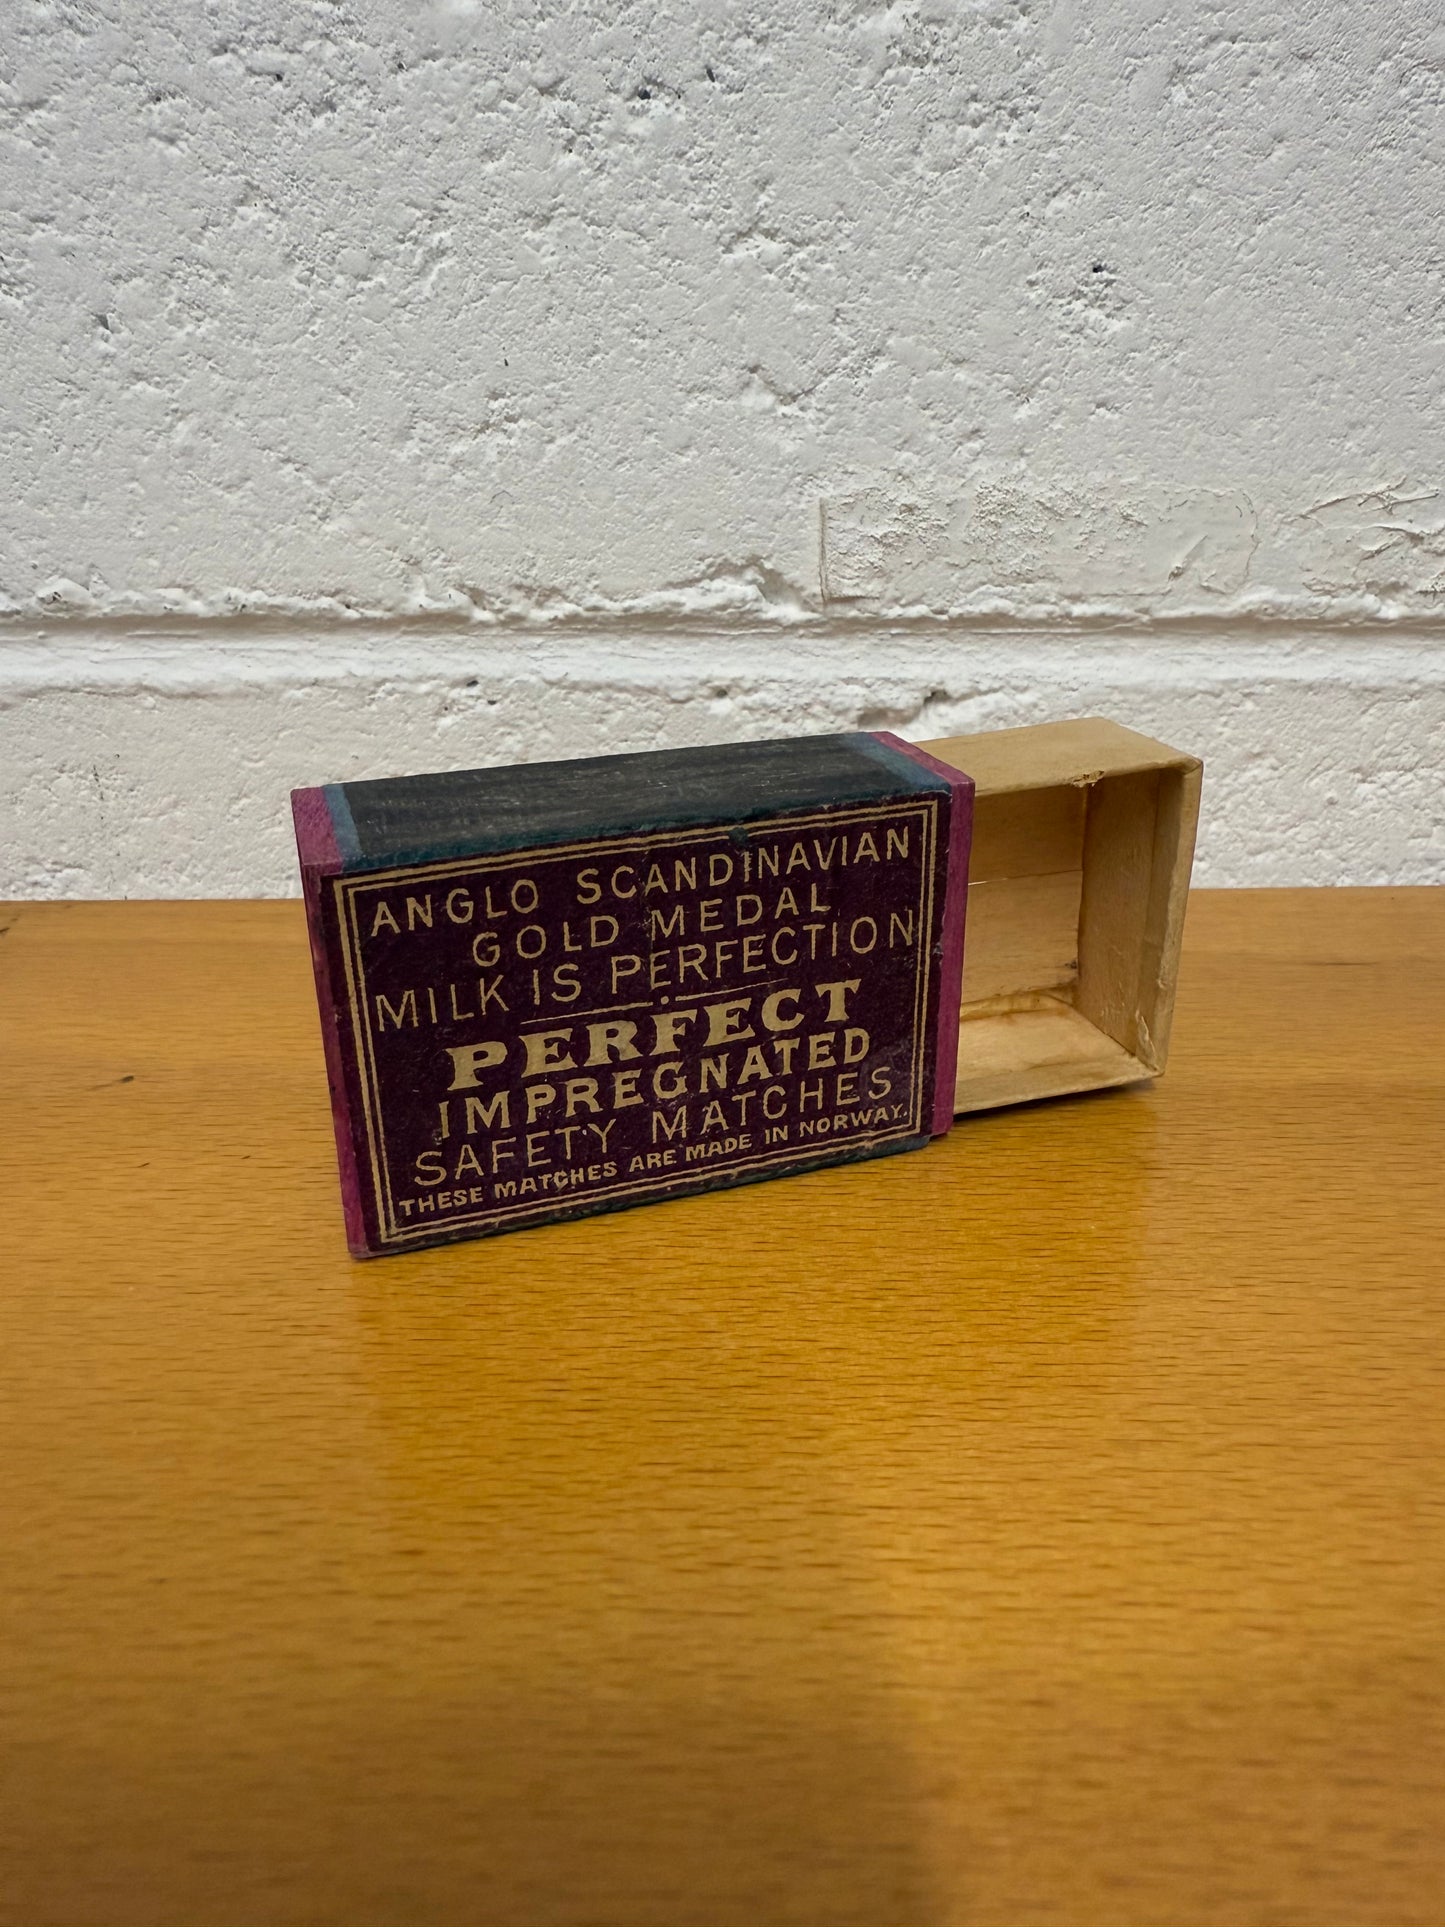 ANGLO SCANDINAVIAN
GOLD MEDAL
MILK IS PERFECTION
PERFECT
IMPREGNATED
SAFETY MATCHES
THESE MATCHES ARE MADE IN NORWAY.